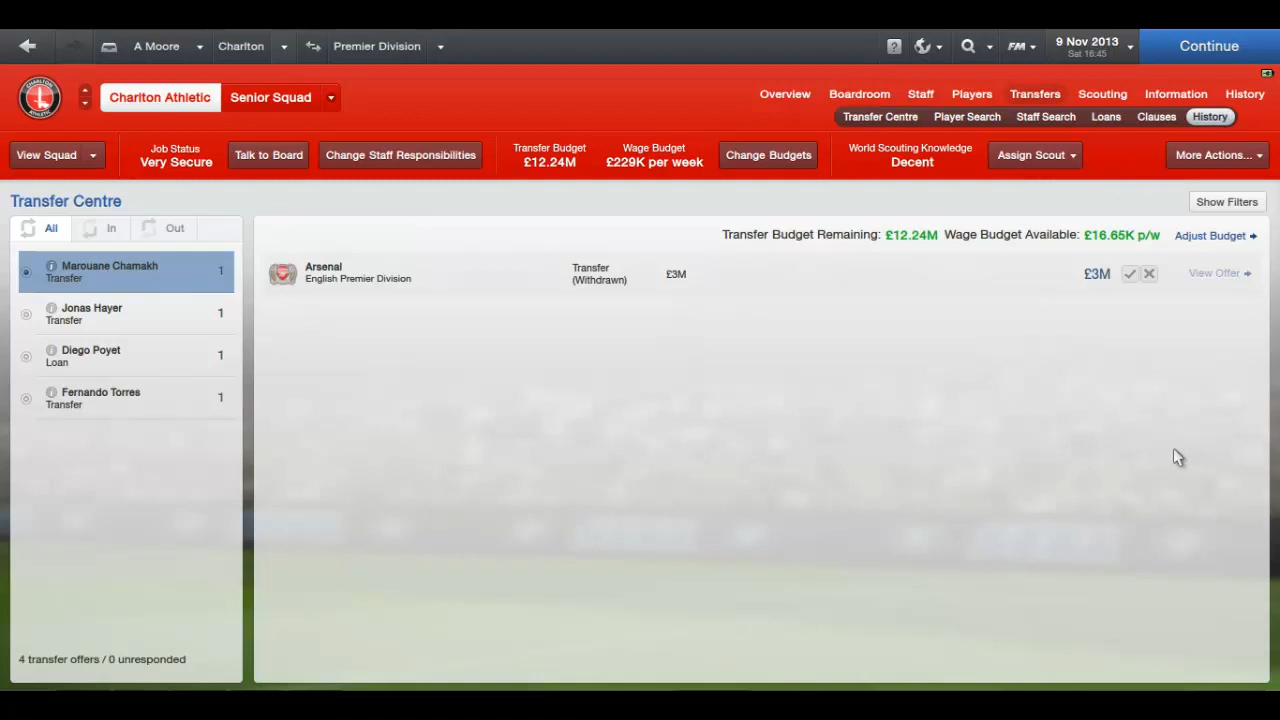 A Moore Charlton Premier Division FM 9 Nov 2013 Continue
Sat 16:45
Charlton Athletic Senior Squad
Overview Boardroom Staff Players Transfers Scouting Information History
Transfer Centre Player Search Staff Search Loans Clauses History
View Squad
Job Status
Very Secure
Talk to Board
Change Staff Responsibilities
Transfer Budget
£12.24M
Wage Budget
£229K per week
Change Budgets
World Scouting Knowledge
Decent
Assign Scout
More Actions...
Transfer Centre
Show Filters
All In Out
Transfer Budget Remaining: £12.24M Wage Budget Available: £16.65K p/w Adjust Budget
Marouane Chamakh 1
Transfer
Jonas Hayer 1
Transfer
Diego Poyet 1
Loan
Fernando Torres 1
Transfer
Arsenal
English Premier Division
Transfer
(Withdrawn)
£3M
£3M
View Offer
4 transfer offers / 0 unresponded